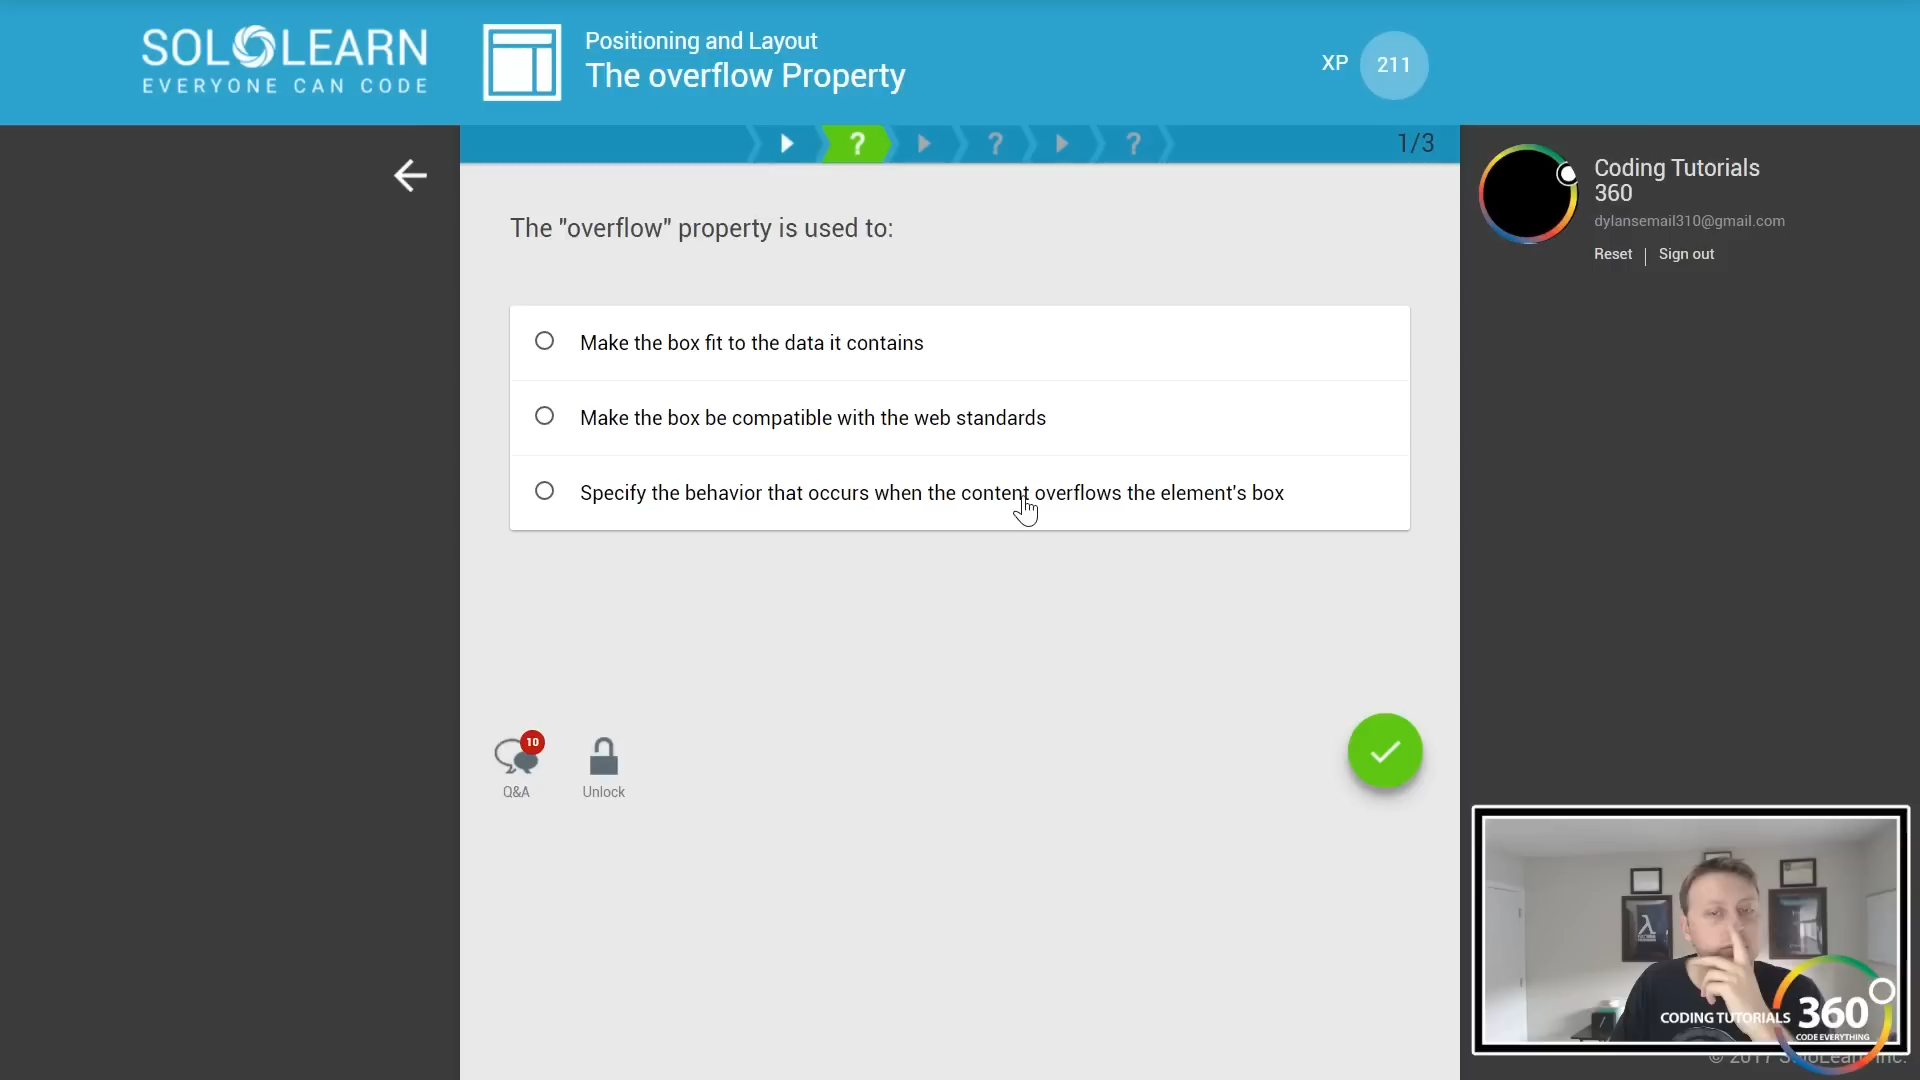 SOLOLEARN
EVERYONE CAN CODE
Positioning and Layout
The overflow Property
XP
211
?
?
?
1/3
Coding Tutorials
360
dylansemail310@gmail.com
Reset
Sign out
The "overflow" property is used to:
Make the box fit to the data it contains
Make the box be compatible with the web standards
Specify the behavior that occurs when the content overflows the element's box
10
Q&A
Unlock
CODING TUTORIALS 360
CODE EVERYTHING
© 2017 SoloLearn Inc.